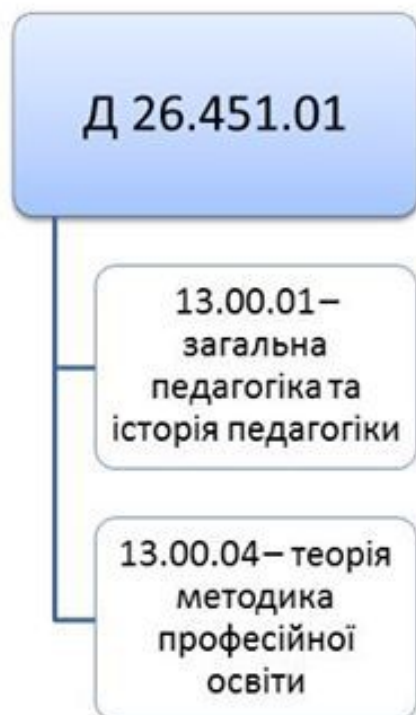 Д 26.451.01
13.00.01–
загальна
педагогіка та
історія педагогіки
13.00.04– теорія
методика
професійної
освіти